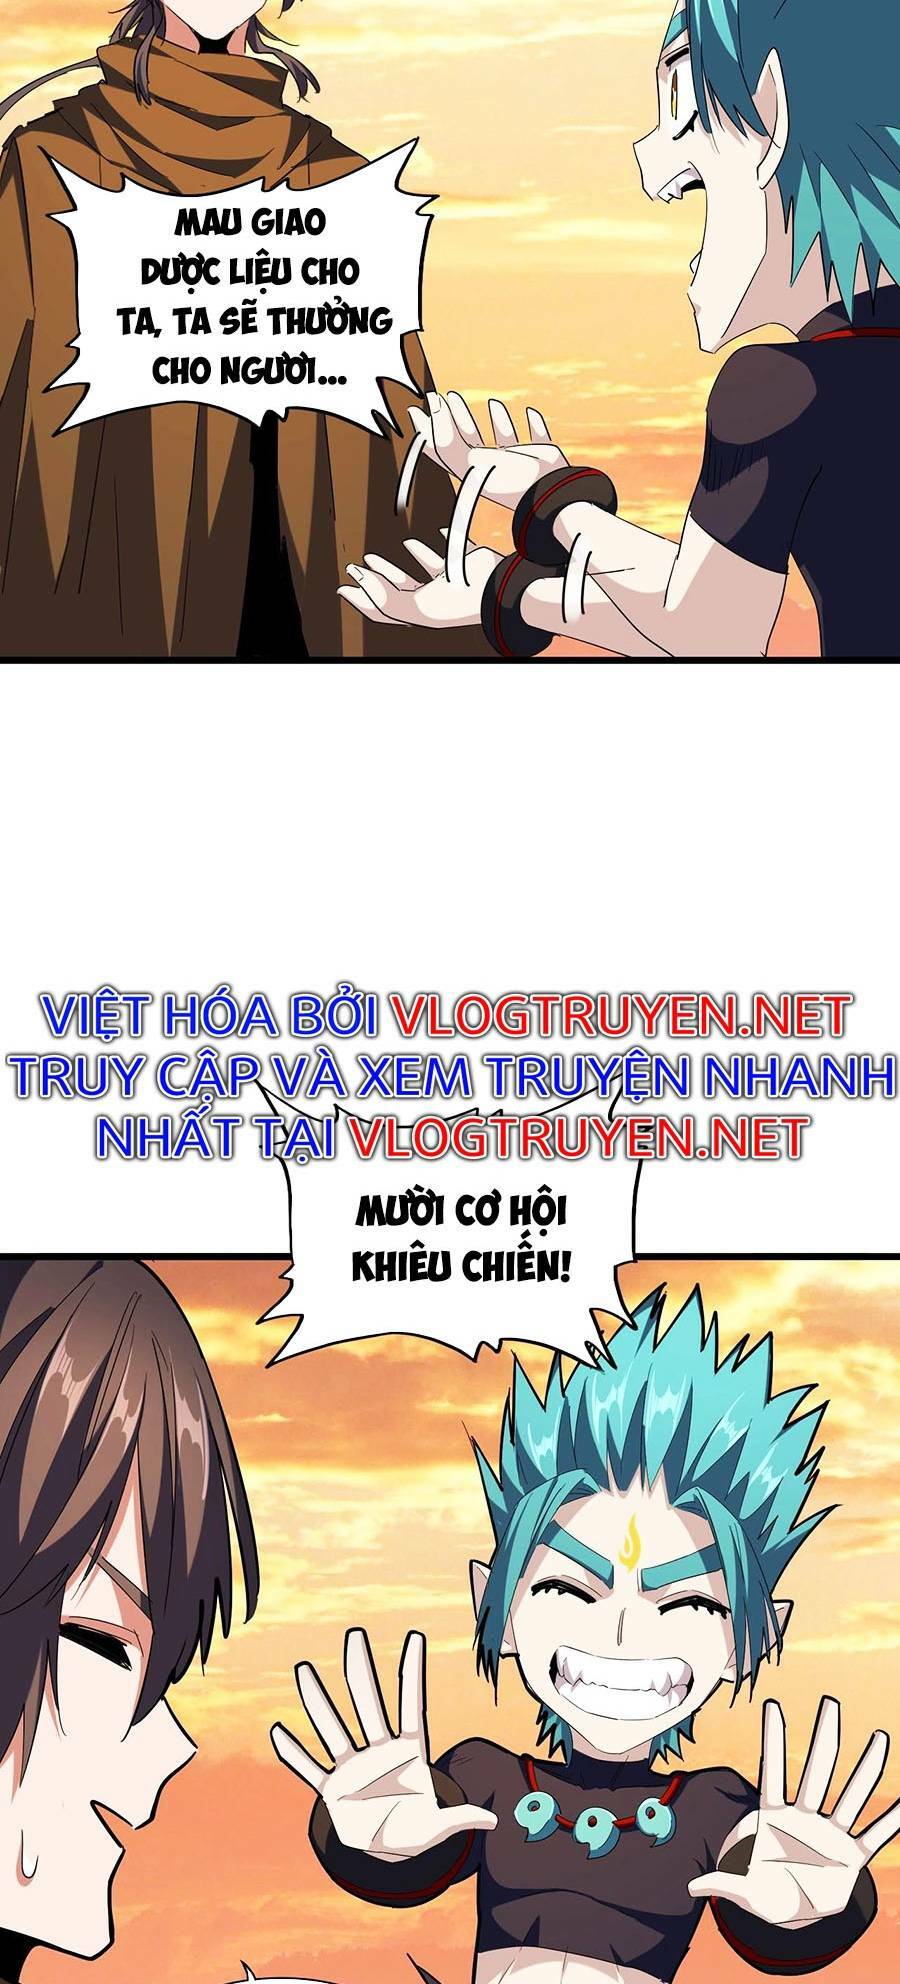 MAU GIAO
DƯỢC LIỆU CHO
TA, TA SẼ THƯỞNG
CHO NGƯƠI...
VIỆT HÓA BỞI VLOGTRUYEN.NET
TRUY CẬP VÀ XEM TRUYỆN NHANH
NHẤT TẠI VLOGTRUYEN.NET
MƯỜI CƠ HỘI
KHIÊU CHIẾN!